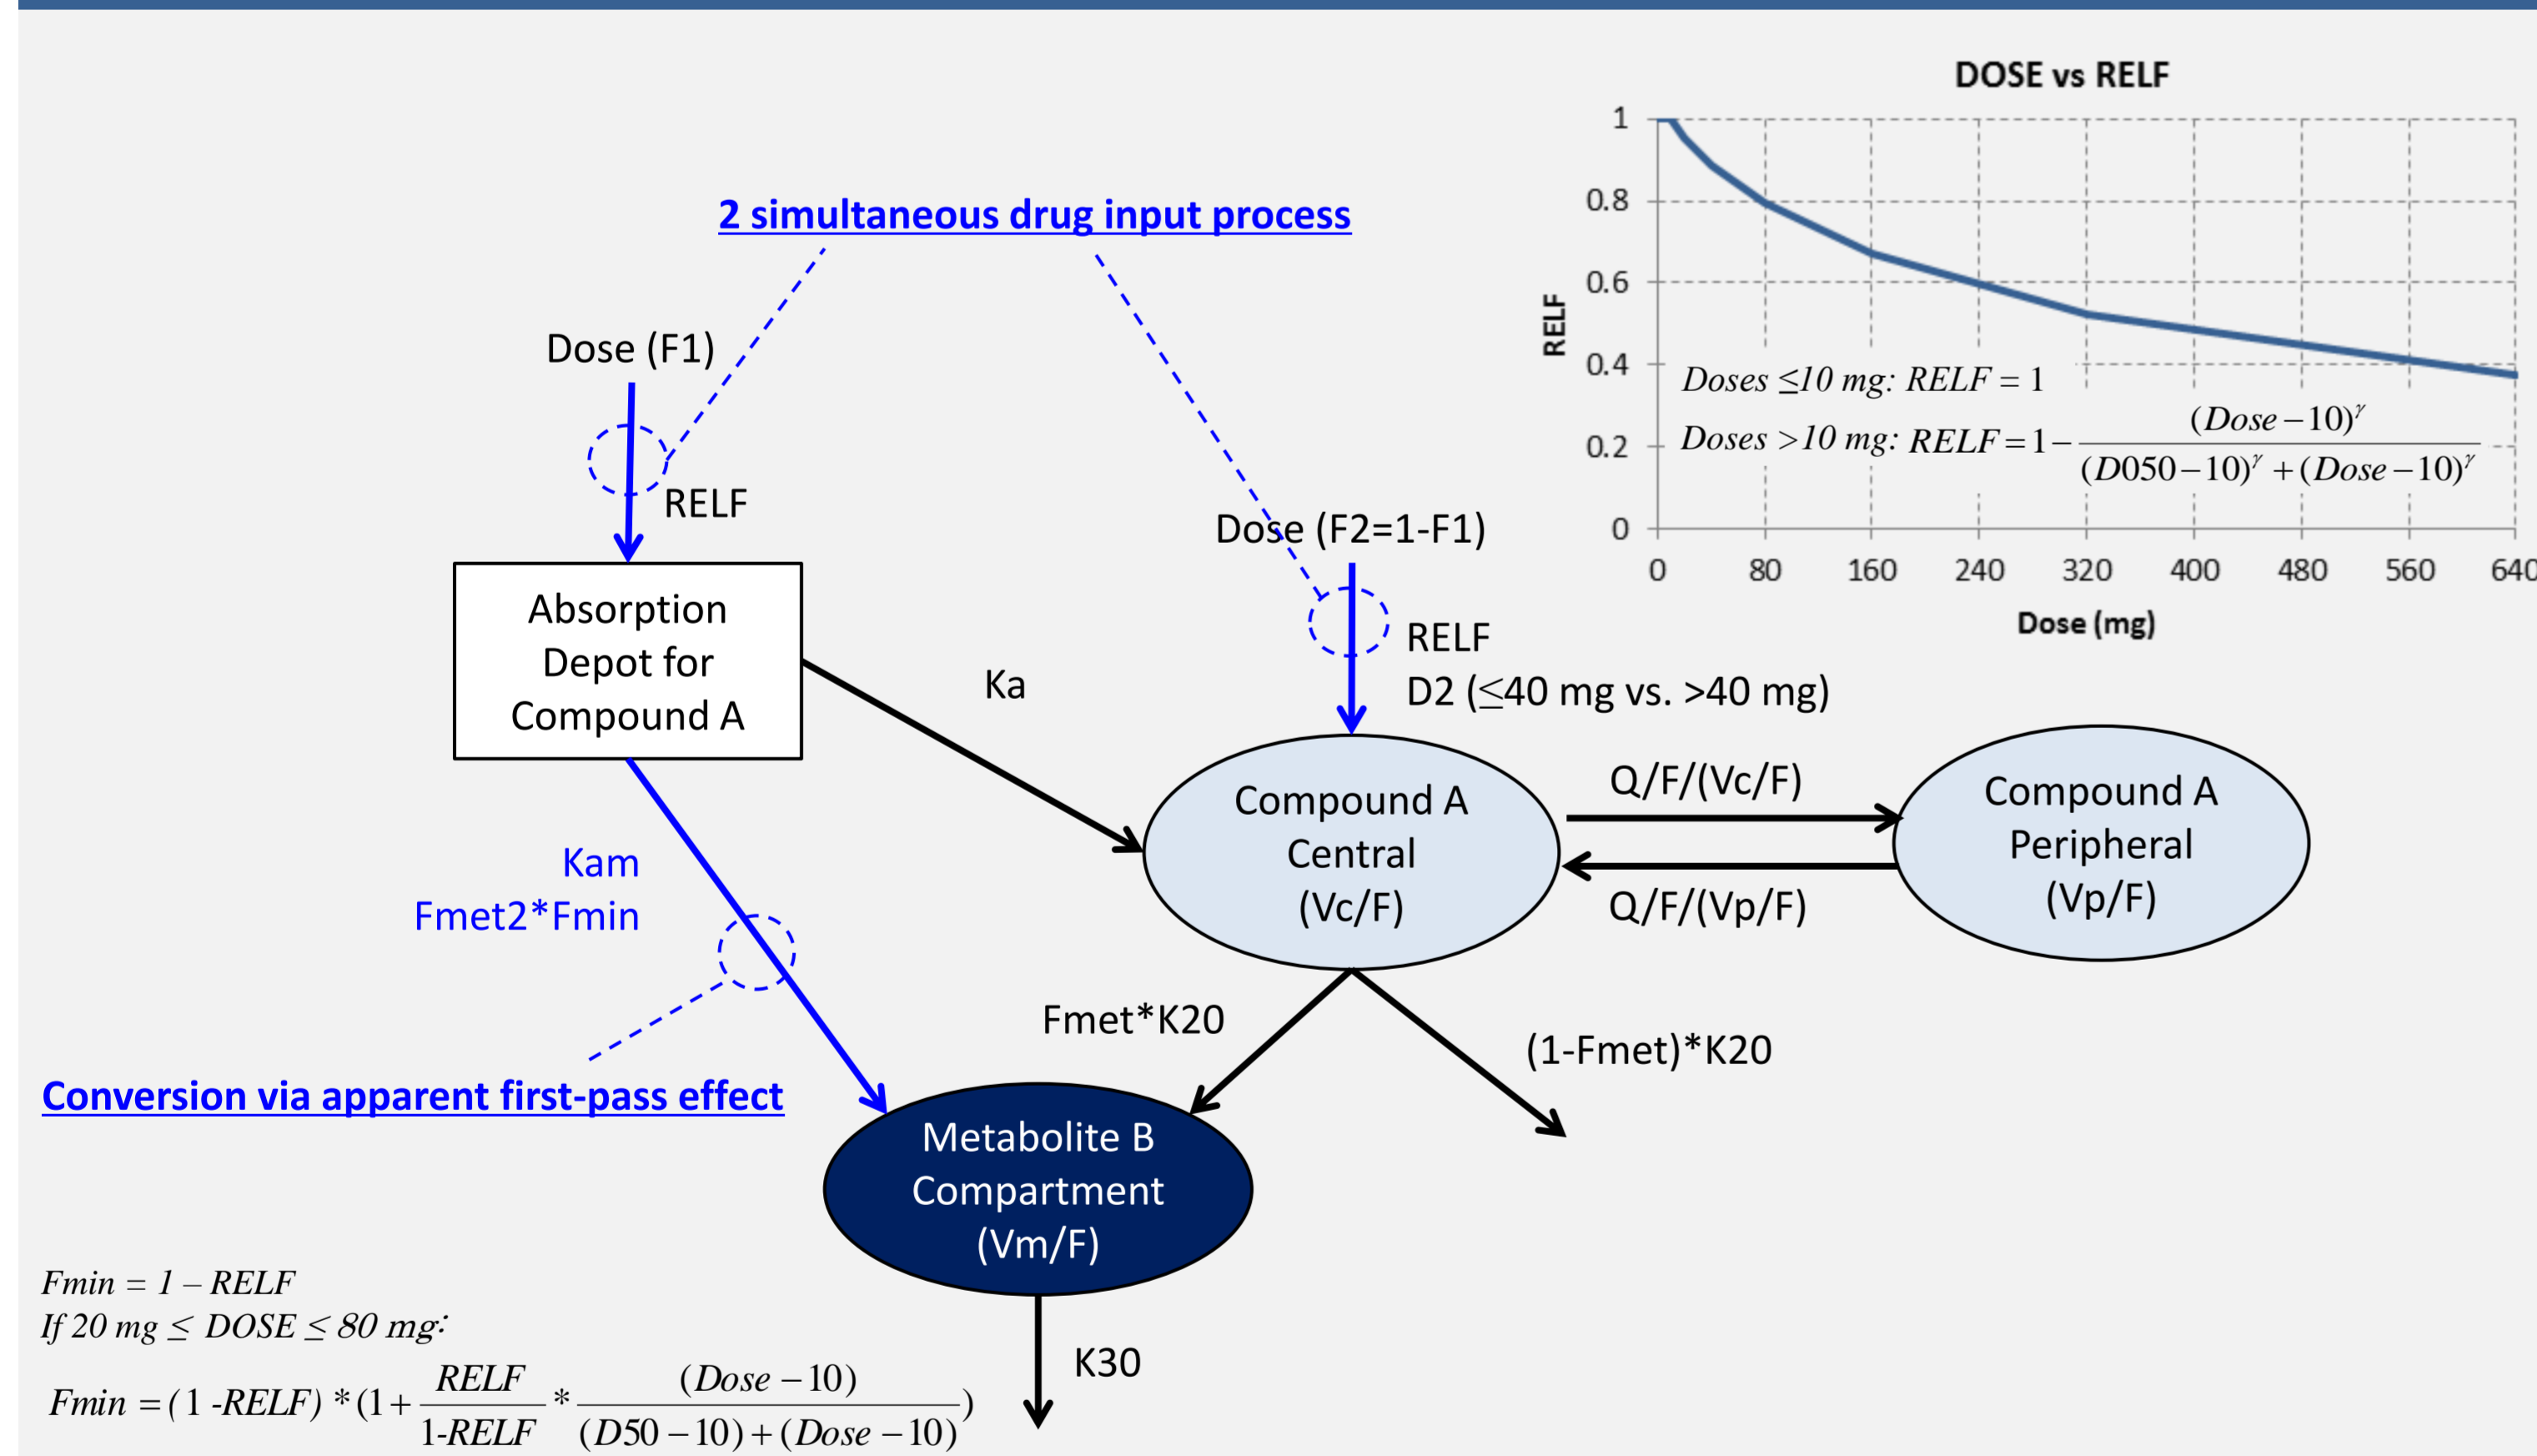 DOSE vs RELF
1
0.8
0.6
0.4
0.2
0
RELF
0 80 160 240 320 400 480 560 640
Dose (mg)
Doses ≤10 mg: RELF = 1
Doses >10 mg: RELF = 1 − (Dose − 10)^γ / ((D050 − 10)^γ + (Dose − 10)^γ)
2 simultaneous drug input process
Dose (F1)
RELF
Dose (F2=1-F1)
RELF
D2 (≤40 mg vs. >40 mg)
Absorption
Depot for
Compound A
Ka
Kam
Fmet2*Fmin
Compound A
Central
(Vc/F)
Q/F/(Vc/F)
Q/F/(Vp/F)
Compound A
Peripheral
(Vp/F)
Fmet*K20
(1-Fmet)*K20
Conversion via apparent first-pass effect
Metabolite B
Compartment
(Vm/F)
K30
Fmin = 1 – RELF
If 20 mg ≤ DOSE ≤ 80 mg:
Fmin = (1 -RELF) * (1 + RELF / (1-RELF) * (Dose − 10) / ((D50 − 10) + (Dose − 10)))